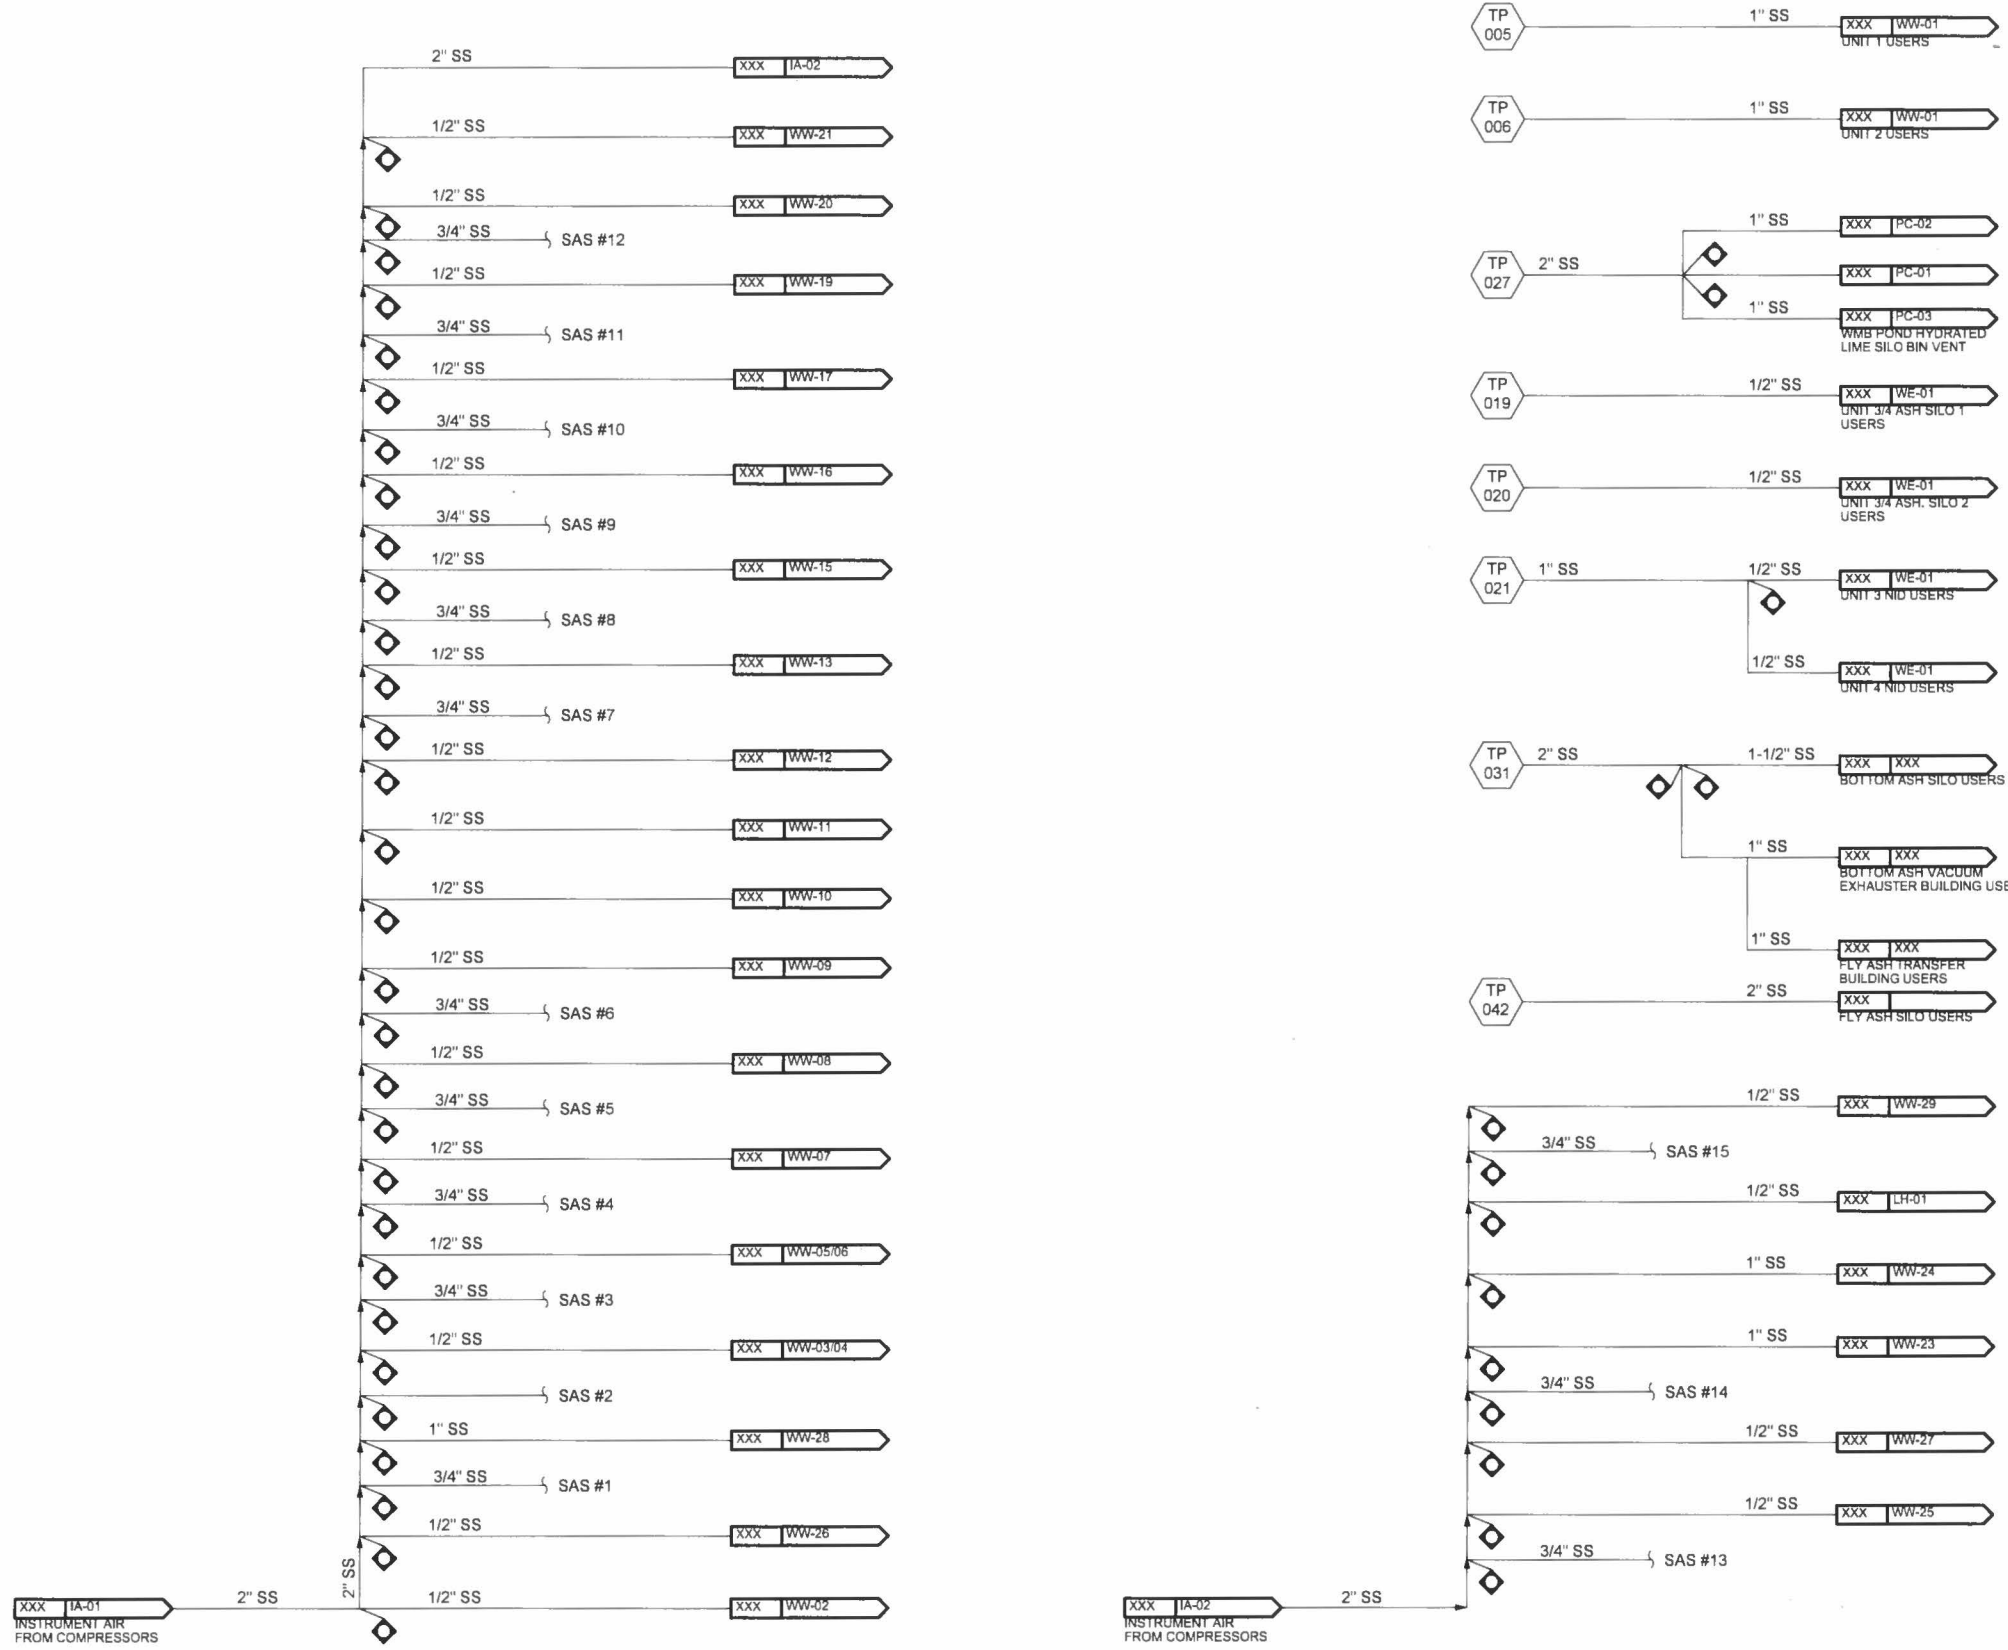 2" SS
XXX IA-02
1/2" SS
XXX WW-21
1/2" SS
XXX WW-20
3/4" SS
SAS #12
1/2" SS
XXX WW-19
3/4" SS
SAS #11
1/2" SS
XXX WW-17
3/4" SS
SAS #10
1/2" SS
XXX WW-16
3/4" SS
SAS #9
1/2" SS
XXX WW-15
3/4" SS
SAS #8
1/2" SS
XXX WW-13
3/4" SS
SAS #7
1/2" SS
XXX WW-12
1/2" SS
XXX WW-11
1/2" SS
XXX WW-10
1/2" SS
XXX WW-09
3/4" SS
SAS #6
1/2" SS
XXX WW-08
3/4" SS
SAS #5
1/2" SS
XXX WW-07
3/4" SS
SAS #4
1/2" SS
XXX WW-05/06
3/4" SS
SAS #3
1/2" SS
XXX WW-03/04
SAS #2
1" SS
XXX WW-28
3/4" SS
SAS #1
1/2" SS
XXX WW-26
2" SS
XXX IA-01
INSTRUMENT AIR
FROM COMPRESSORS
2" SS
1/2" SS
XXX WW-02
TP
005
1" SS
XXX WW-01
UNIT 1 USERS
TP
006
1" SS
XXX WW-01
UNIT 2 USERS
TP
027
2" SS
1" SS
XXX PC-02
XXX PC-01
1" SS
XXX PC-03
WMB POND HYDRATED
LIME SILO BIN VENT
TP
019
1/2" SS
XXX WE-01
UNIT 3/4 ASH SILO 1
USERS
TP
020
1/2" SS
XXX WE-01
UNIT 3/4 ASH. SILO 2
USERS
TP
021
1" SS
1/2" SS
XXX WE-01
UNIT 3 NID USERS
1/2" SS
XXX WE-01
UNIT 4 NID USERS
TP
031
2" SS
1-1/2" SS
XXX XXX
BOTTOM ASH SILO USERS
1" SS
XXX XXX
BOTTOM ASH VACUUM
EXHAUSTER BUILDING USE
1" SS
XXX XXX
FLY ASH TRANSFER
BUILDING USERS
TP
042
2" SS
XXX
FLY ASH SILO USERS
1/2" SS
XXX WW-29
3/4" SS
SAS #15
1/2" SS
XXX LH-01
1" SS
XXX WW-24
1" SS
XXX WW-23
3/4" SS
SAS #14
1/2" SS
XXX WW-27
1/2" SS
XXX WW-25
3/4" SS
SAS #13
XXX IA-02
INSTRUMENT AIR
FROM COMPRESSORS
2" SS